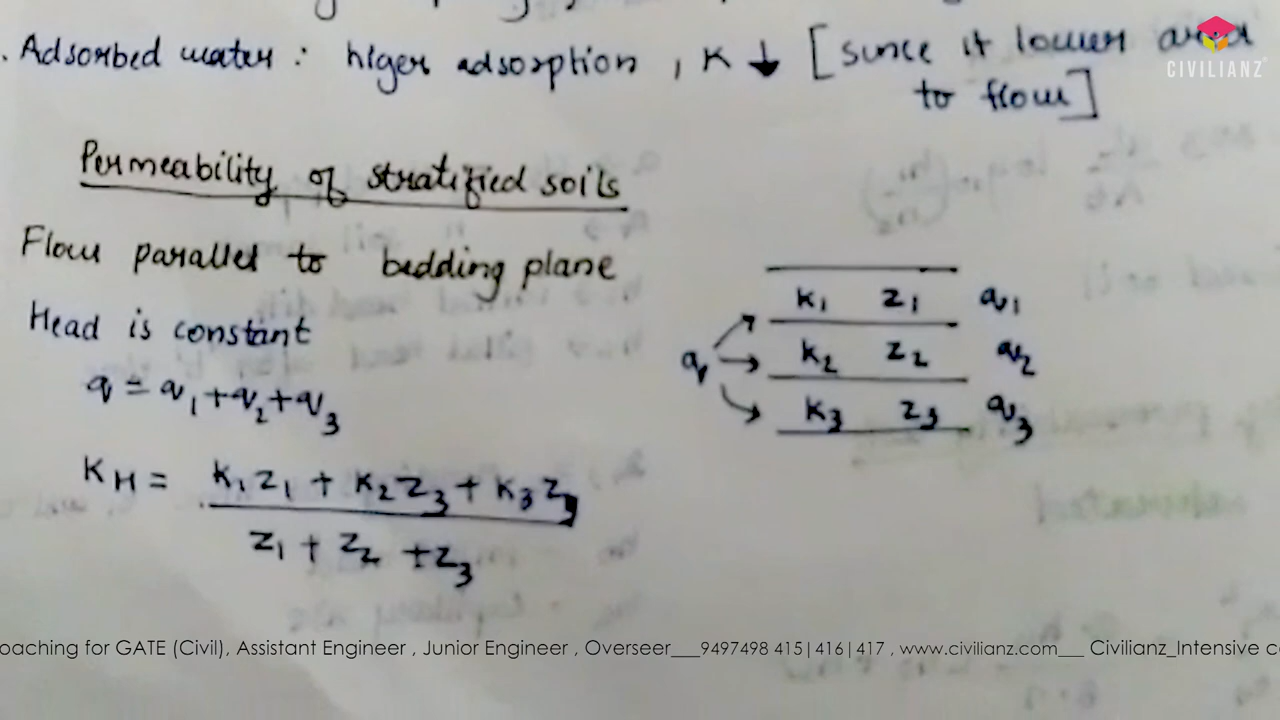 . Adsorbed water : higer adsorption , K ↓ [since it lower area
CIVILIANZ
to flow]
Permeability of stratified soils
Flow parallel to bedding plane
Head is constant
q = q1+q2+q3
KH = K1Z1 + K2Z3 + K3Z3
Z1 + Z2 + Z3
K1 Z1 q1
q K2 Z2 q2
K3 Z3 q3
oaching for GATE (Civil), Assistant Engineer , Junior Engineer , Overseer___9497498 415|416|417 , www.civilianz.com___ Civilianz_Intensive c